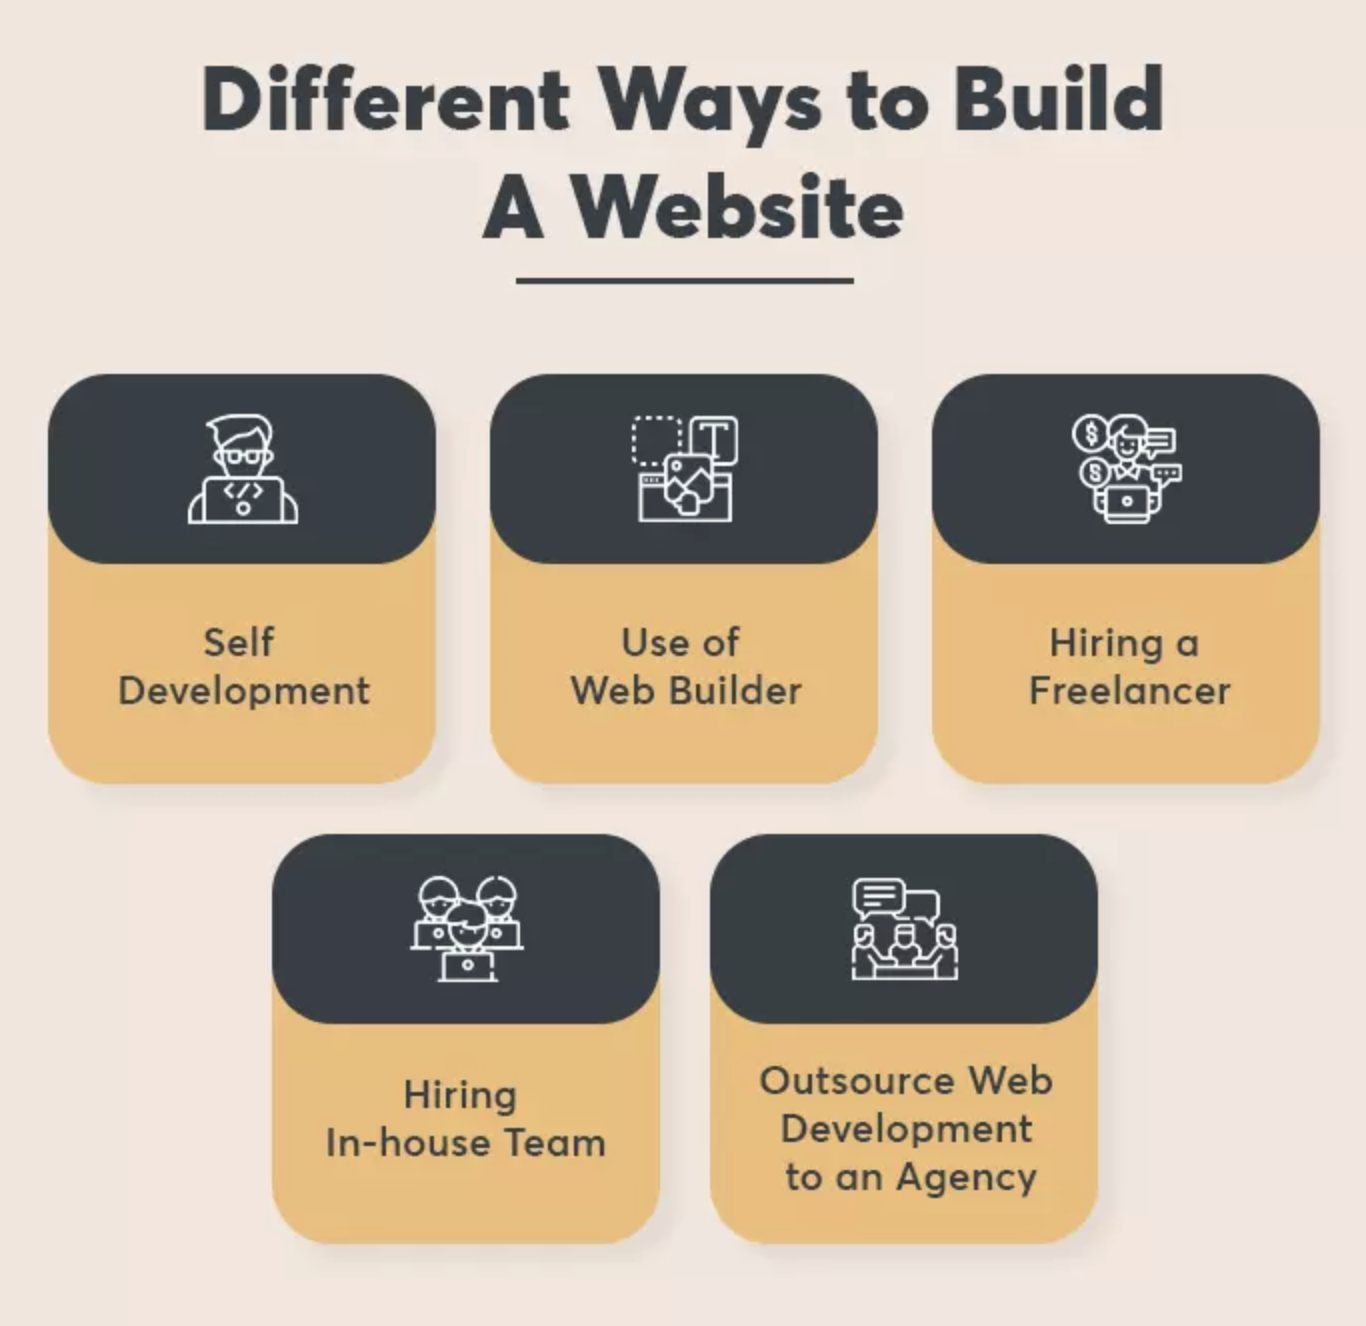 Different Ways to Build
A Website
</>
T
$
$
Self
Development
Use of
Web Builder
Hiring a
Freelancer
Hiring
In-house Team
Outsource Web
Development
to an Agency